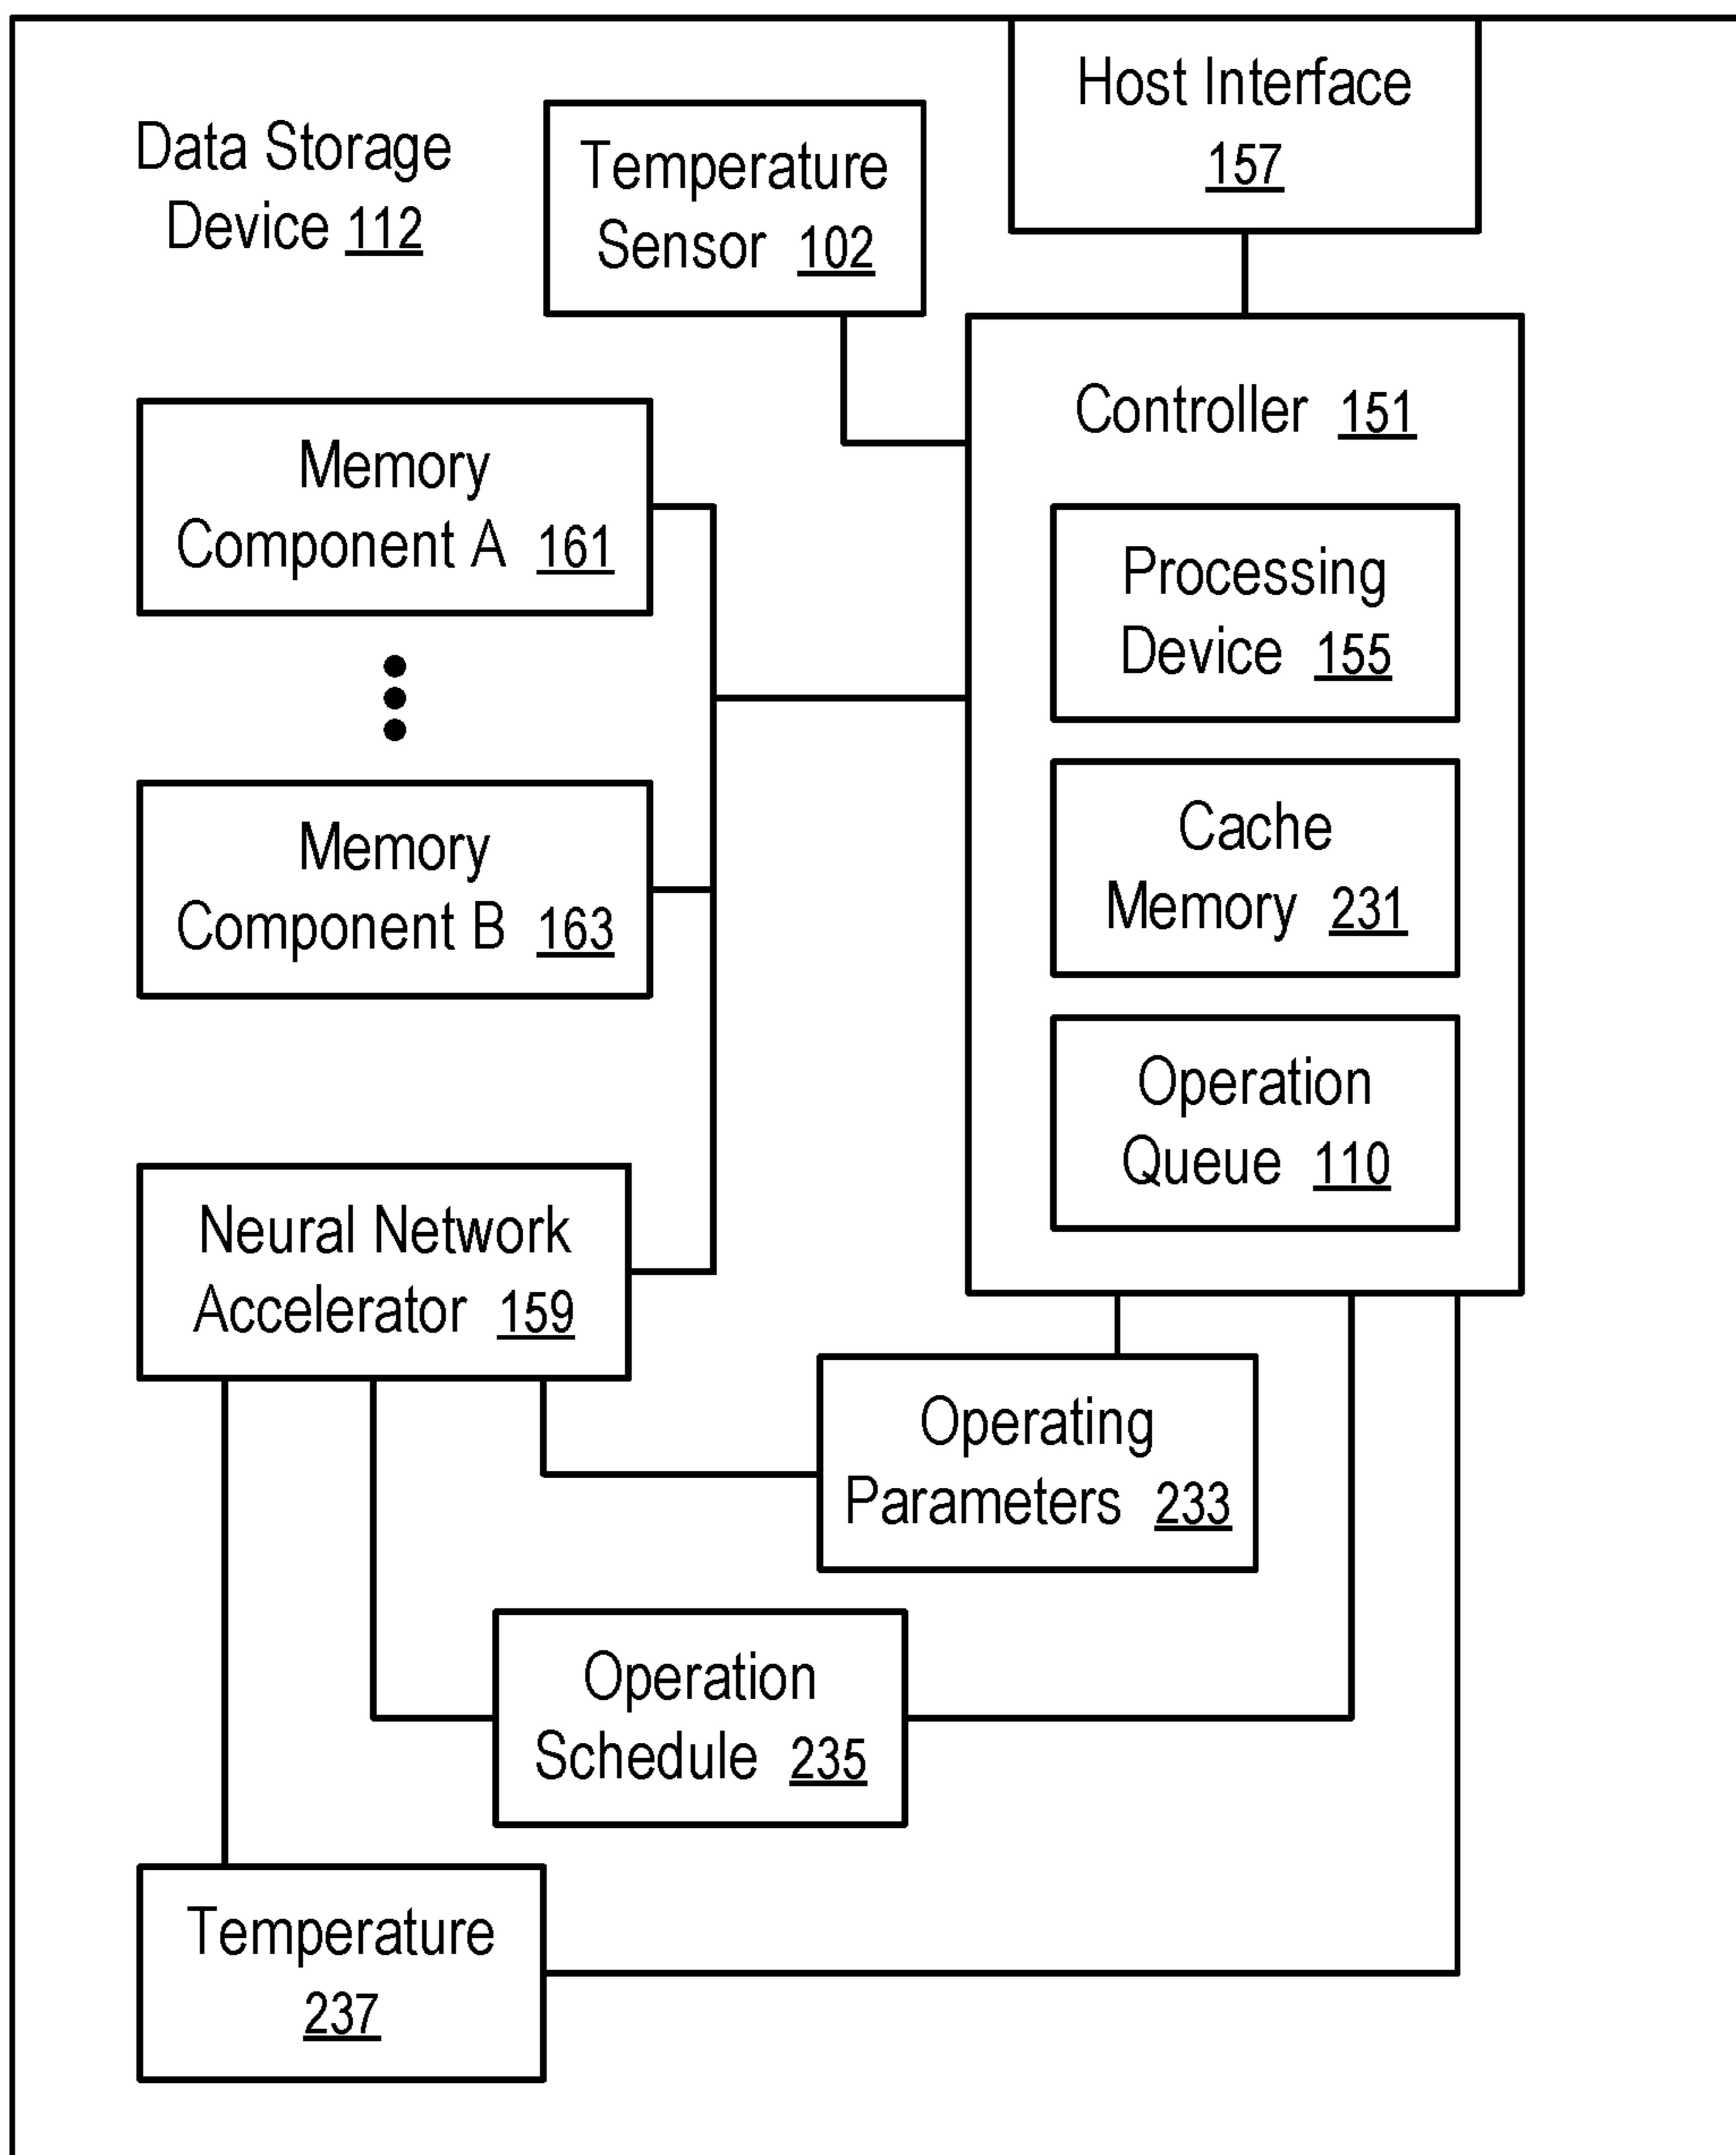 Data Storage
Device 112
Temperature
Sensor 102
Host Interface
157
Controller 151
Processing
Device 155
Cache
Memory 231
Operation
Queue 110
Memory
Component A 161
Memory
Component B 163
Neural Network
Accelerator 159
Operating
Parameters 233
Operation
Schedule 235
Temperature
237